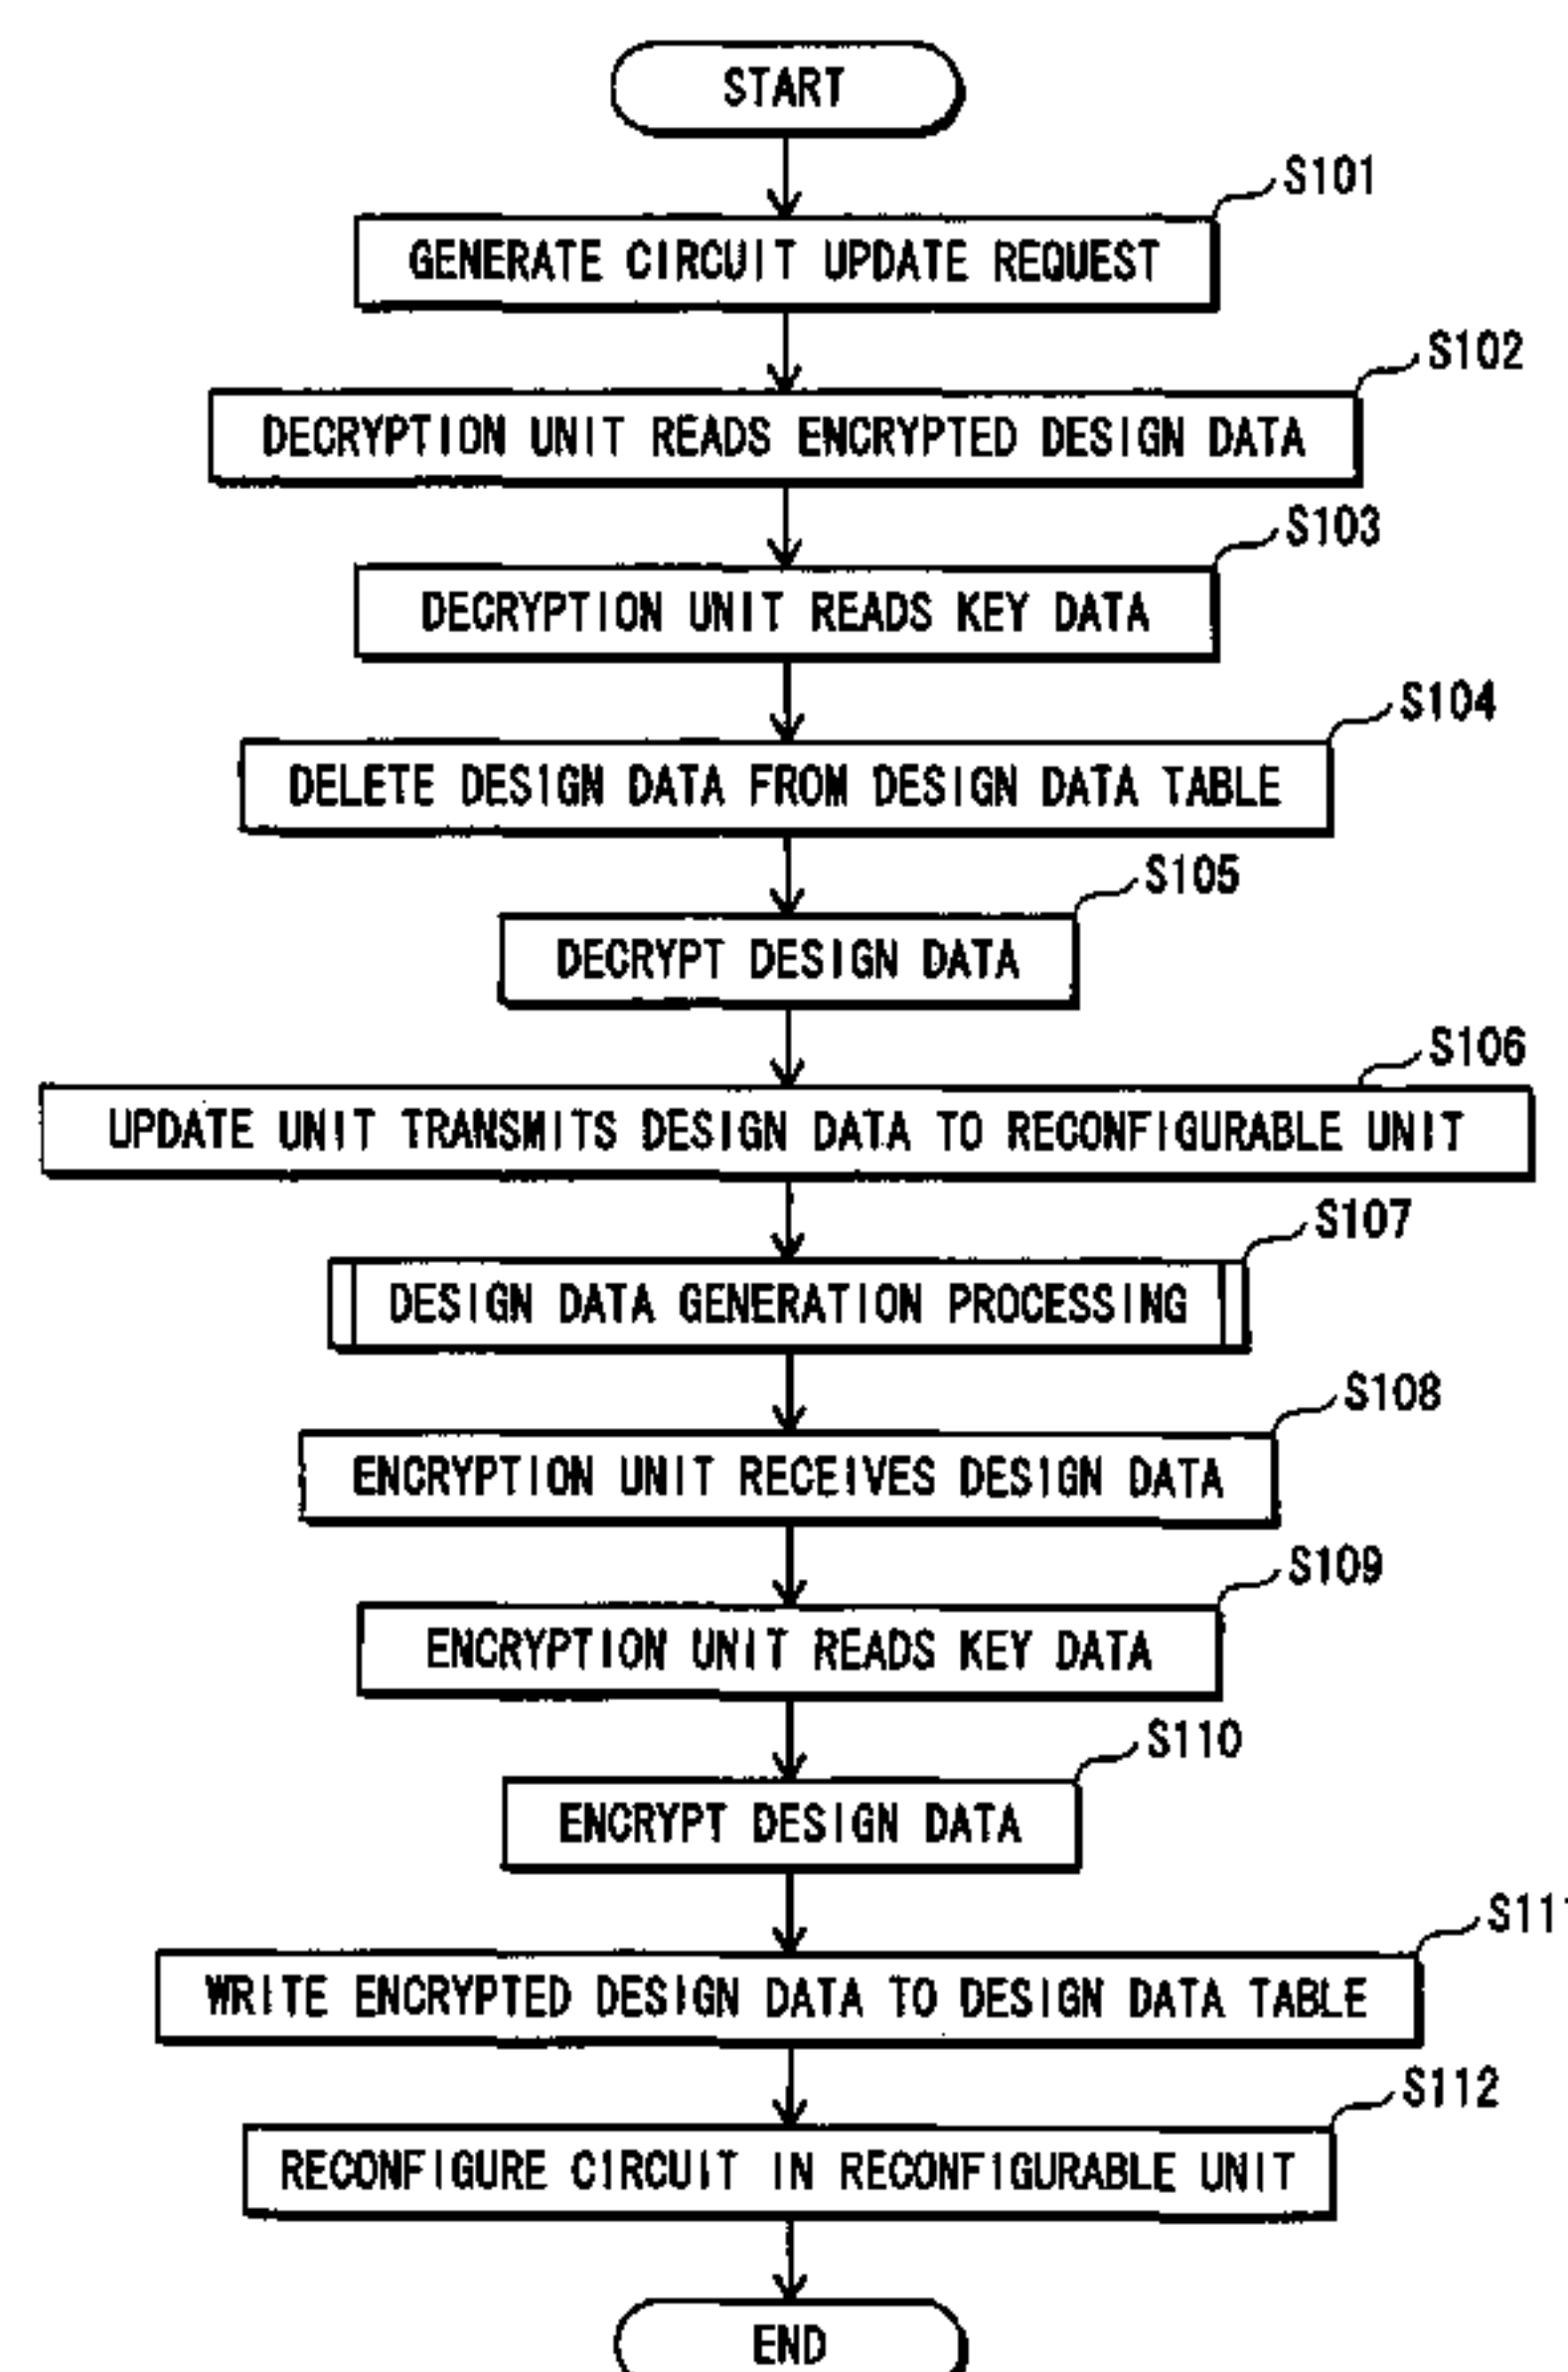 START
S101
GENERATE CIRCUIT UPDATE REQUEST
S102
DECRYPTION UNIT READS ENCRYPTED DESIGN DATA
S103
DECRYPTION UNIT READS KEY DATA
S104
DELETE DESIGN DATA FROM DESIGN DATA TABLE
S105
DECRYPT DESIGN DATA
S106
UPDATE UNIT TRANSMITS DESIGN DATA TO RECONFIGURABLE UNIT
S107
DESIGN DATA GENERATION PROCESSING
S108
ENCRYPTION UNIT RECEIVES DESIGN DATA
S109
ENCRYPTION UNIT READS KEY DATA
S110
ENCRYPT DESIGN DATA
S111
WRITE ENCRYPTED DESIGN DATA TO DESIGN DATA TABLE
S112
RECONFIGURE CIRCUIT IN RECONFIGURABLE UNIT
END